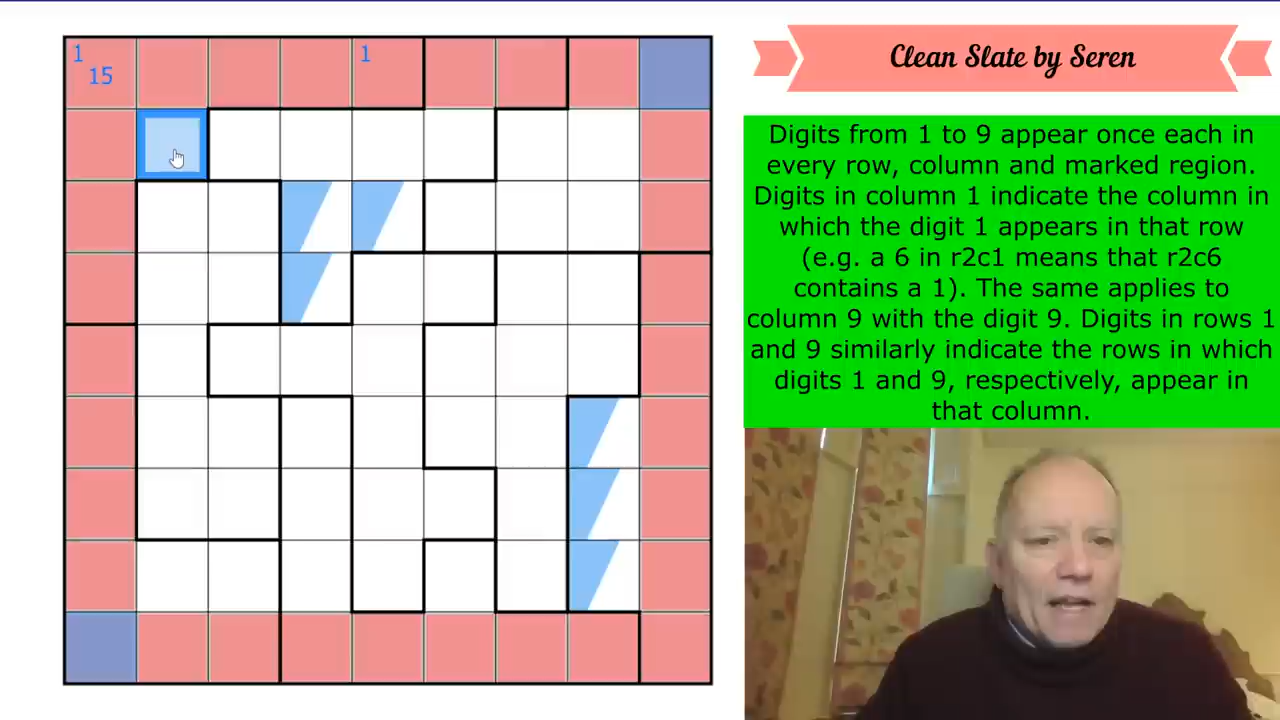 1
15
1
Clean Slate by Seren
Digits from 1 to 9 appear once each in
every row, column and marked region.
Digits in column 1 indicate the column in
which the digit 1 appears in that row
(e.g. a 6 in r2c1 means that r2c6
contains a 1). The same applies to
column 9 with the digit 9. Digits in rows 1
and 9 similarly indicate the rows in which
digits 1 and 9, respectively, appear in
that column.